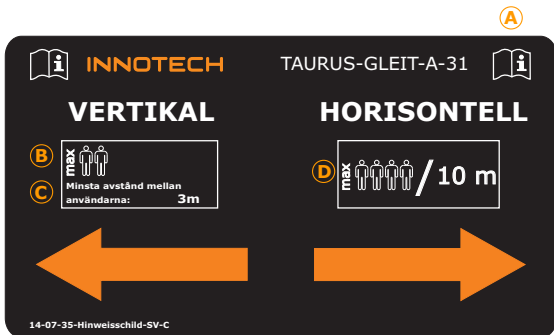 A
INNOTECH TAURUS-GLEIT-A-31
VERTIKAL HORISONTELL
B max
C Minsta avstånd mellan
användarna: 3m
D max / 10 m
14-07-35-Hinweisschild-SV-C